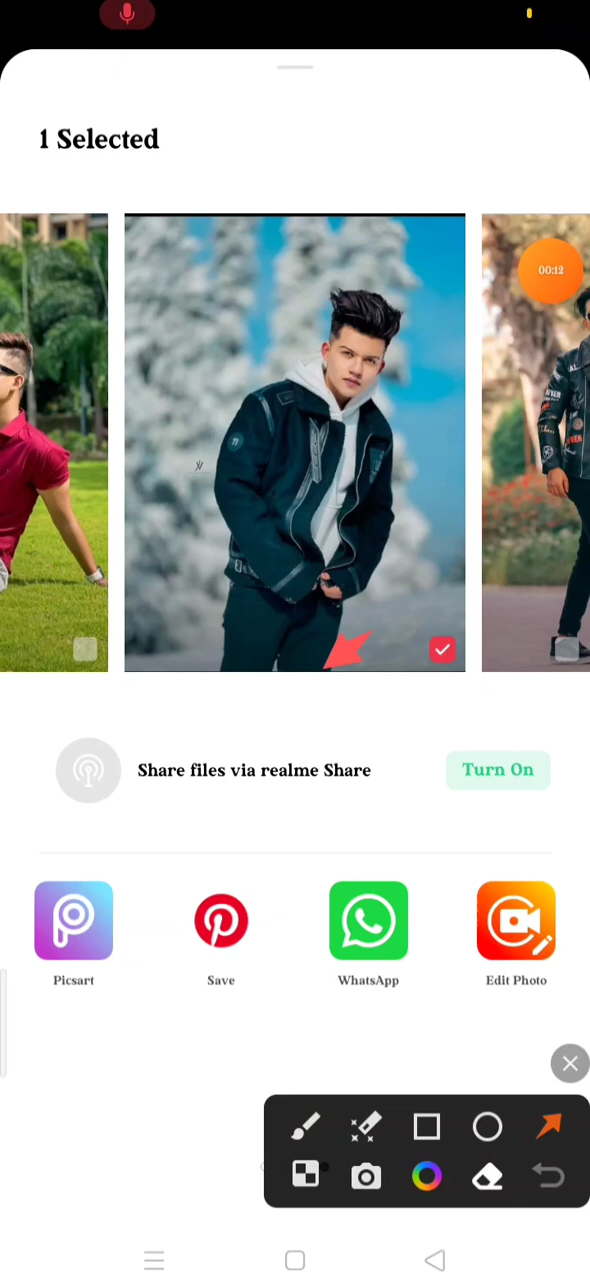 1 Selected
00:12
Share files via realme Share
Turn On
Picsart
Save
WhatsApp
Edit Photo